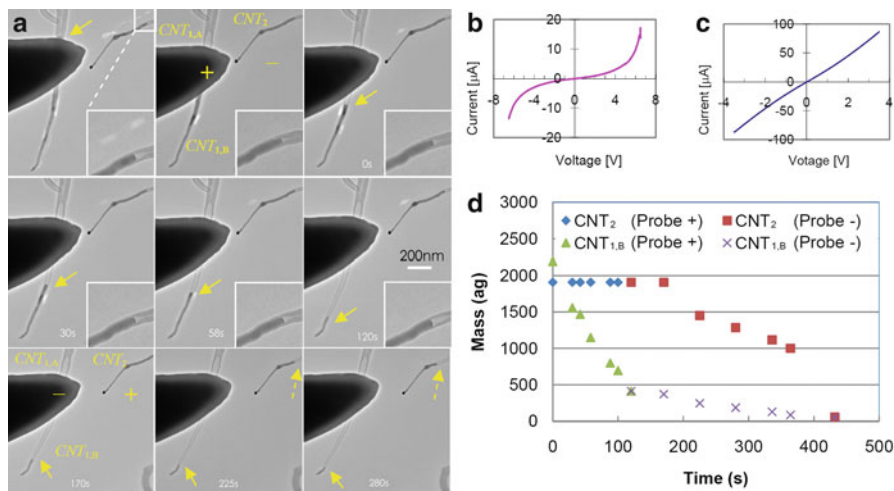 a
CNT1,A
CNT2
+
−
CNT1,B
0s
30s
58s
200nm
120s
CNT1,A
CNT2
−
+
CNT1,B
170s
225s
280s
b
Current [μA]
20
10
0
-10
-20
-8
-4
0
4
8
Voltage [V]
c
Current [μA]
100
50
0
-50
-100
-4
-2
0
2
4
Votage [V]
d
Mass (ag)
3000
2500
2000
1500
1000
500
0
CNT2 (Probe +)
CNT2 (Probe -)
CNT1,B (Probe +)
CNT1,B (Probe -)
0
100
200
300
400
500
Time (s)